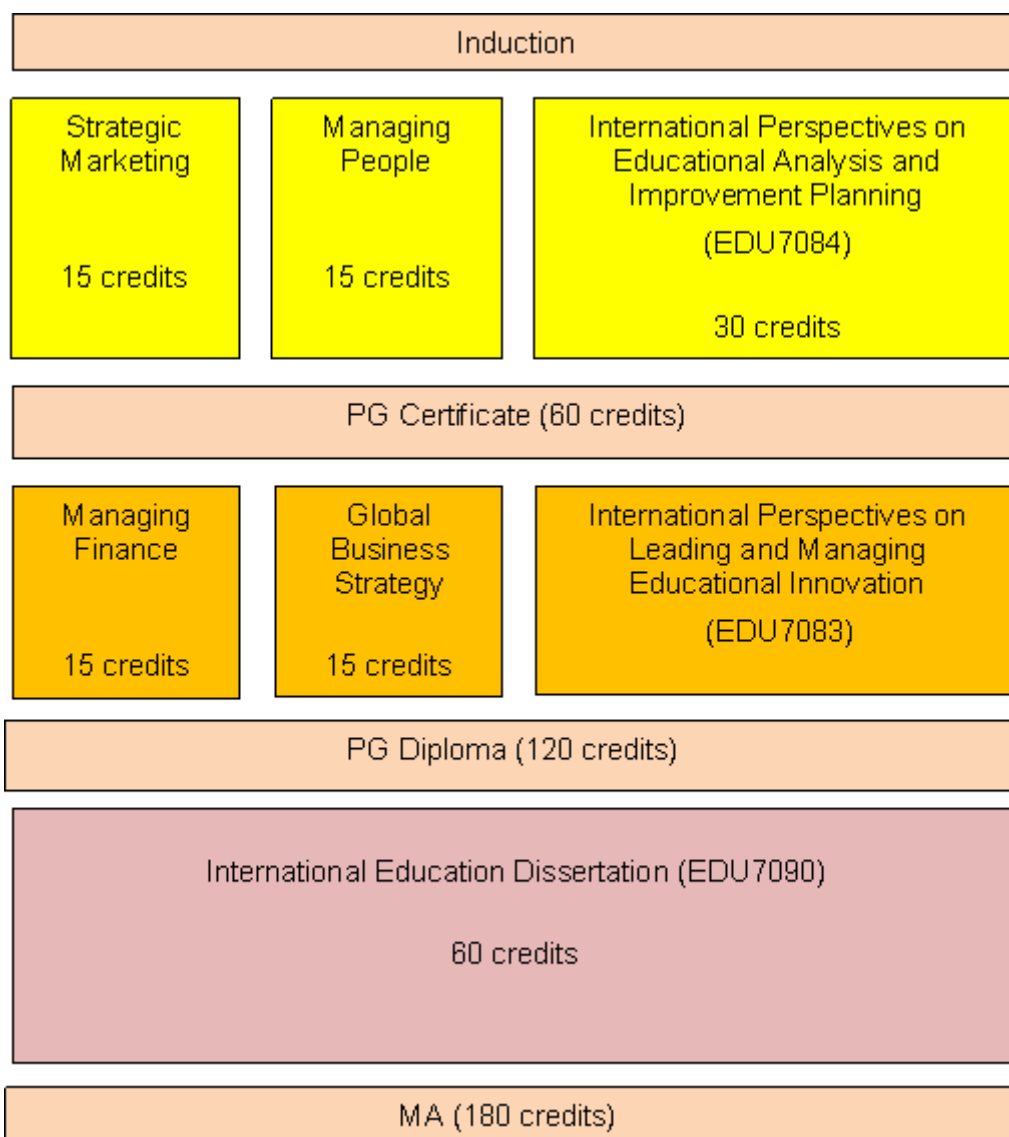 Induction
Strategic
Marketing
15 credits
Managing
People
15 credits
International Perspectives on
Educational Analysis and
Improvement Planning
(EDU7084)
30 credits
PG Certificate (60 credits)
Managing
Finance
15 credits
Global
Business
Strategy
15 credits
International Perspectives on
Leading and Managing
Educational Innovation
(EDU7083)
PG Diploma (120 credits)
International Education Dissertation (EDU7090)
60 credits
MA (180 credits)